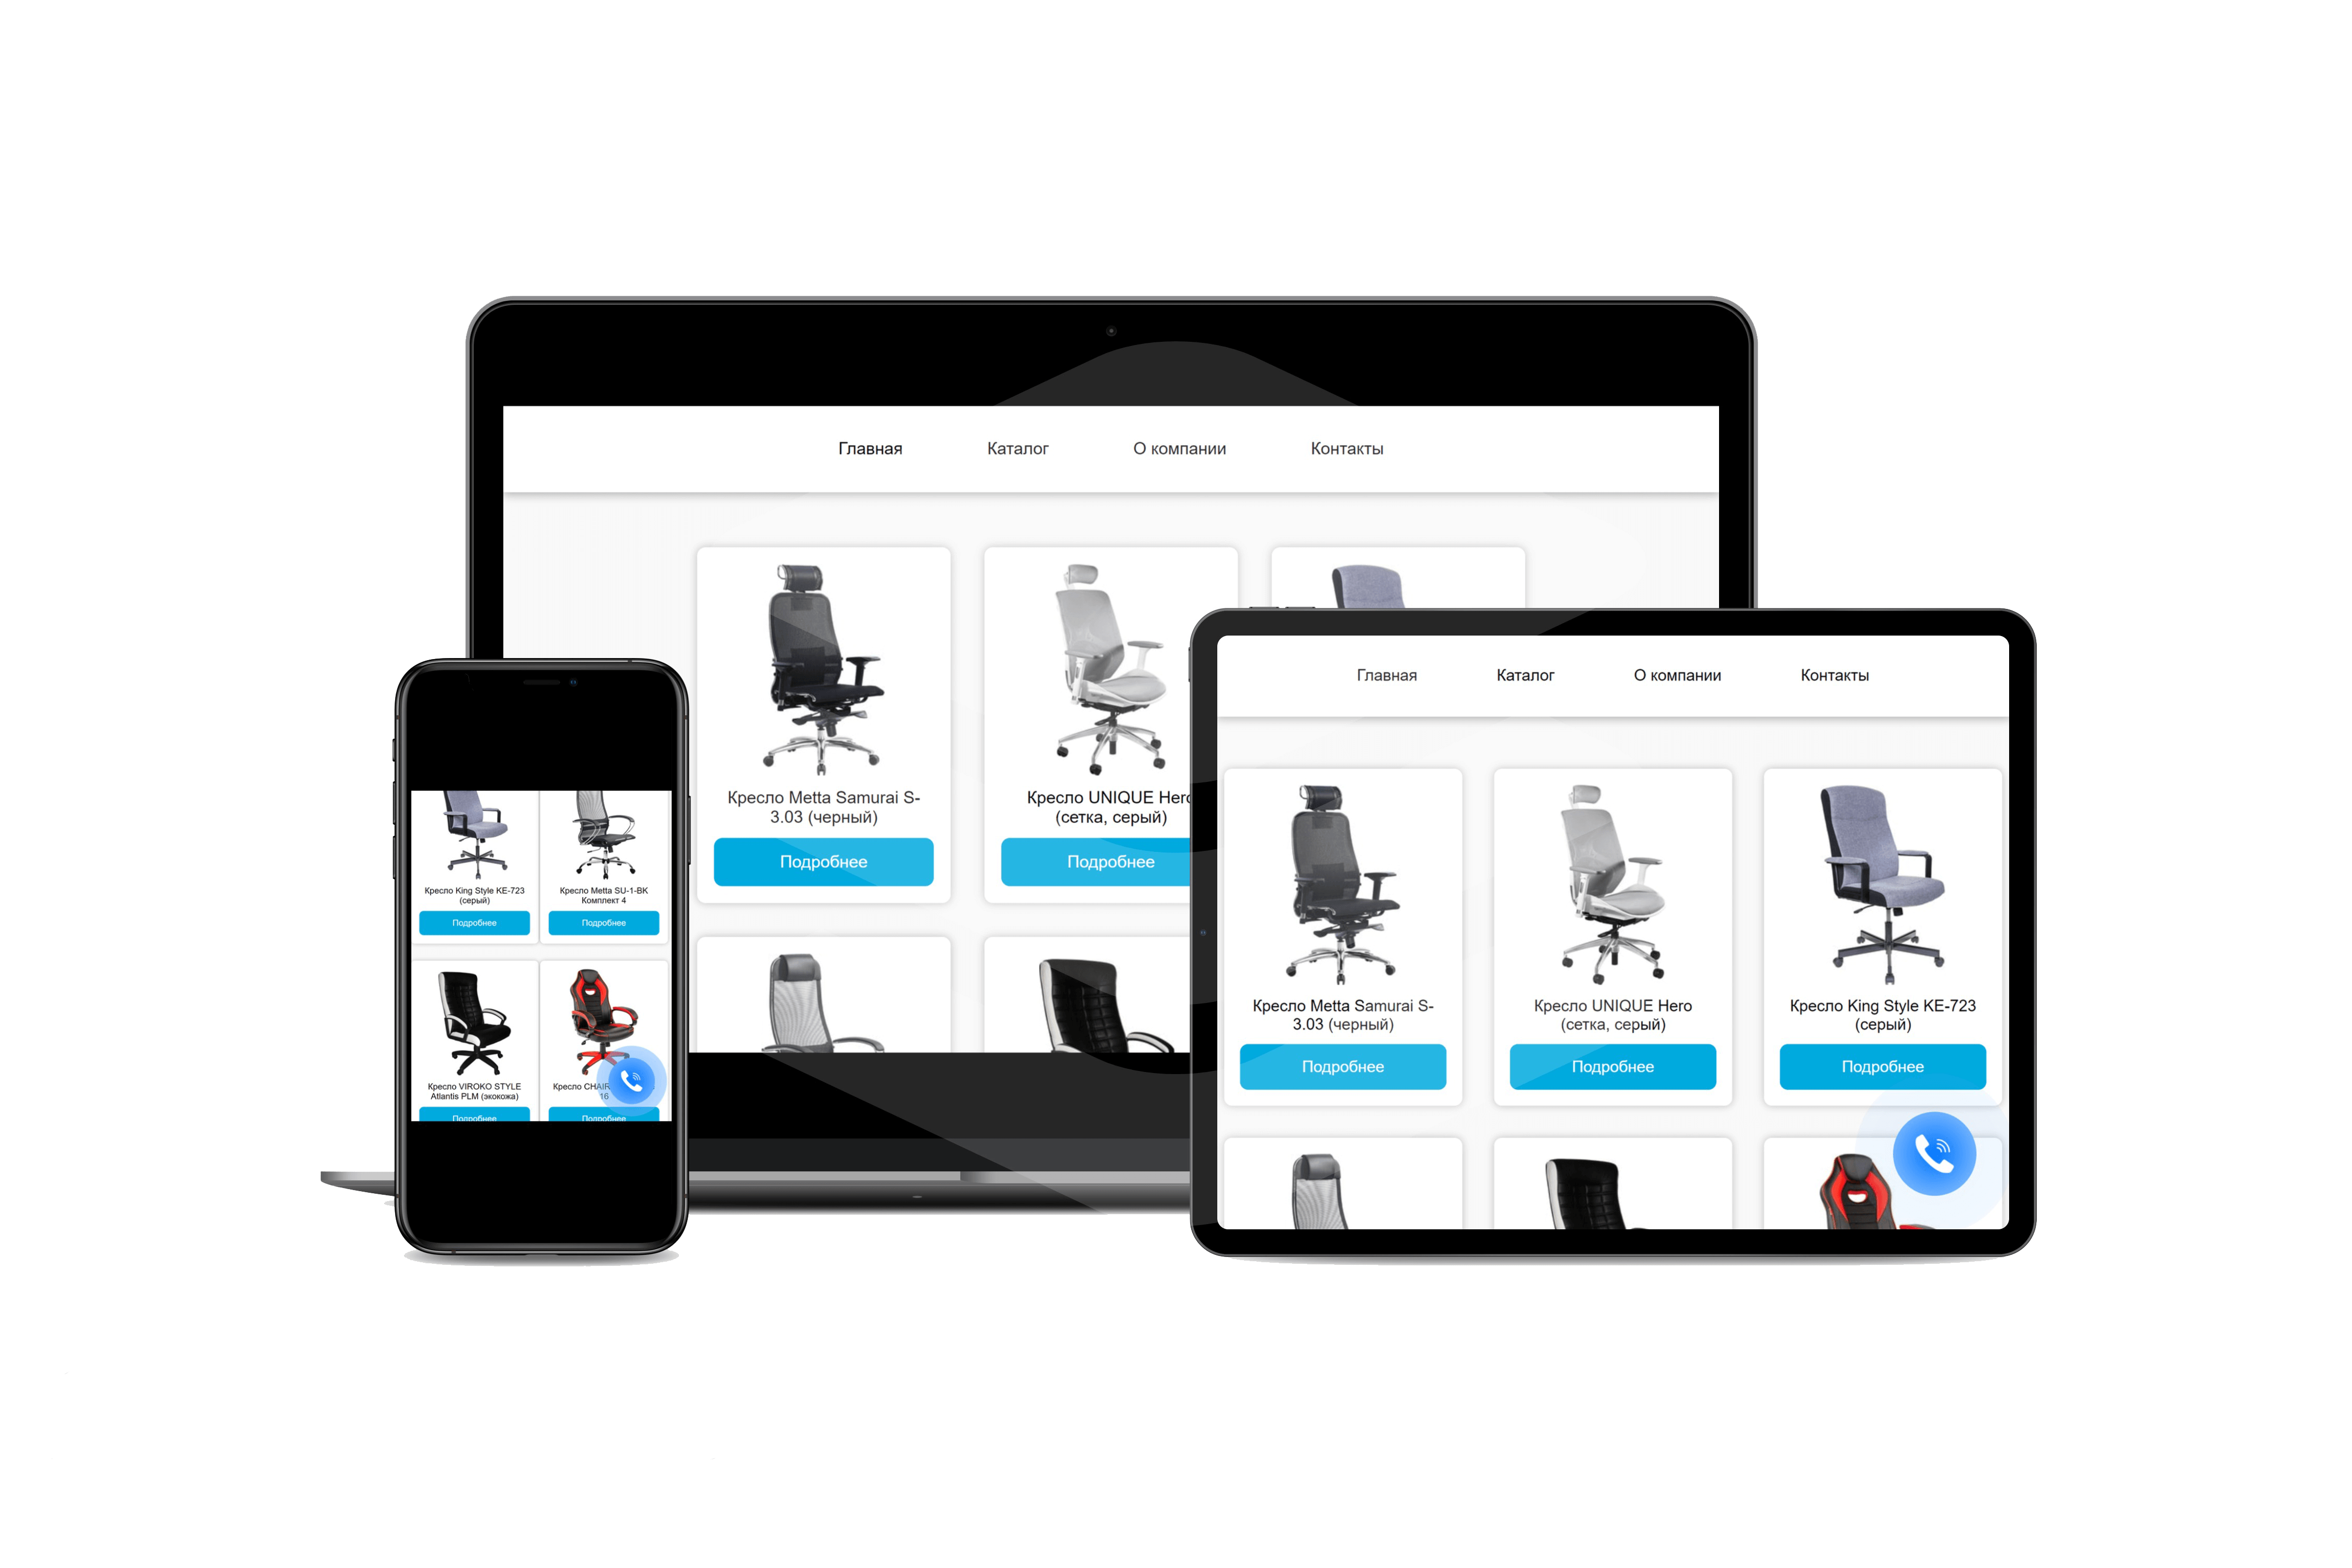 Главная
Каталог
О компании
Контакты
Кресло Metta Samurai S-
3.03 (черный)
Подробнее
Кресло UNIQUE Hero
(сетка, серый)
Подробнее
Кресло King Style KE-723
(серый)
Подробнее
Кресло Metta SU-1-BK
Комплект 4
Подробнее
Кресло VIROKO STYLE
Atlantis PLM (экокожа)
Подробнее
Кресло
16
Подробнее
Главная
Каталог
О компании
Контакты
Кресло Metta Samurai S-
3.03 (черный)
Подробнее
Кресло UNIQUE Hero
(сетка, серый)
Подробнее
Кресло King Style KE-723
(серый)
Подробнее